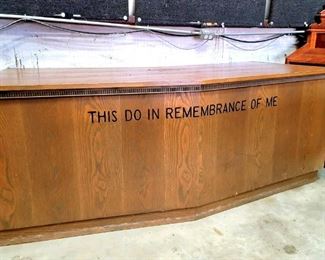 THIS DO IN REMEMBRANCE OF ME